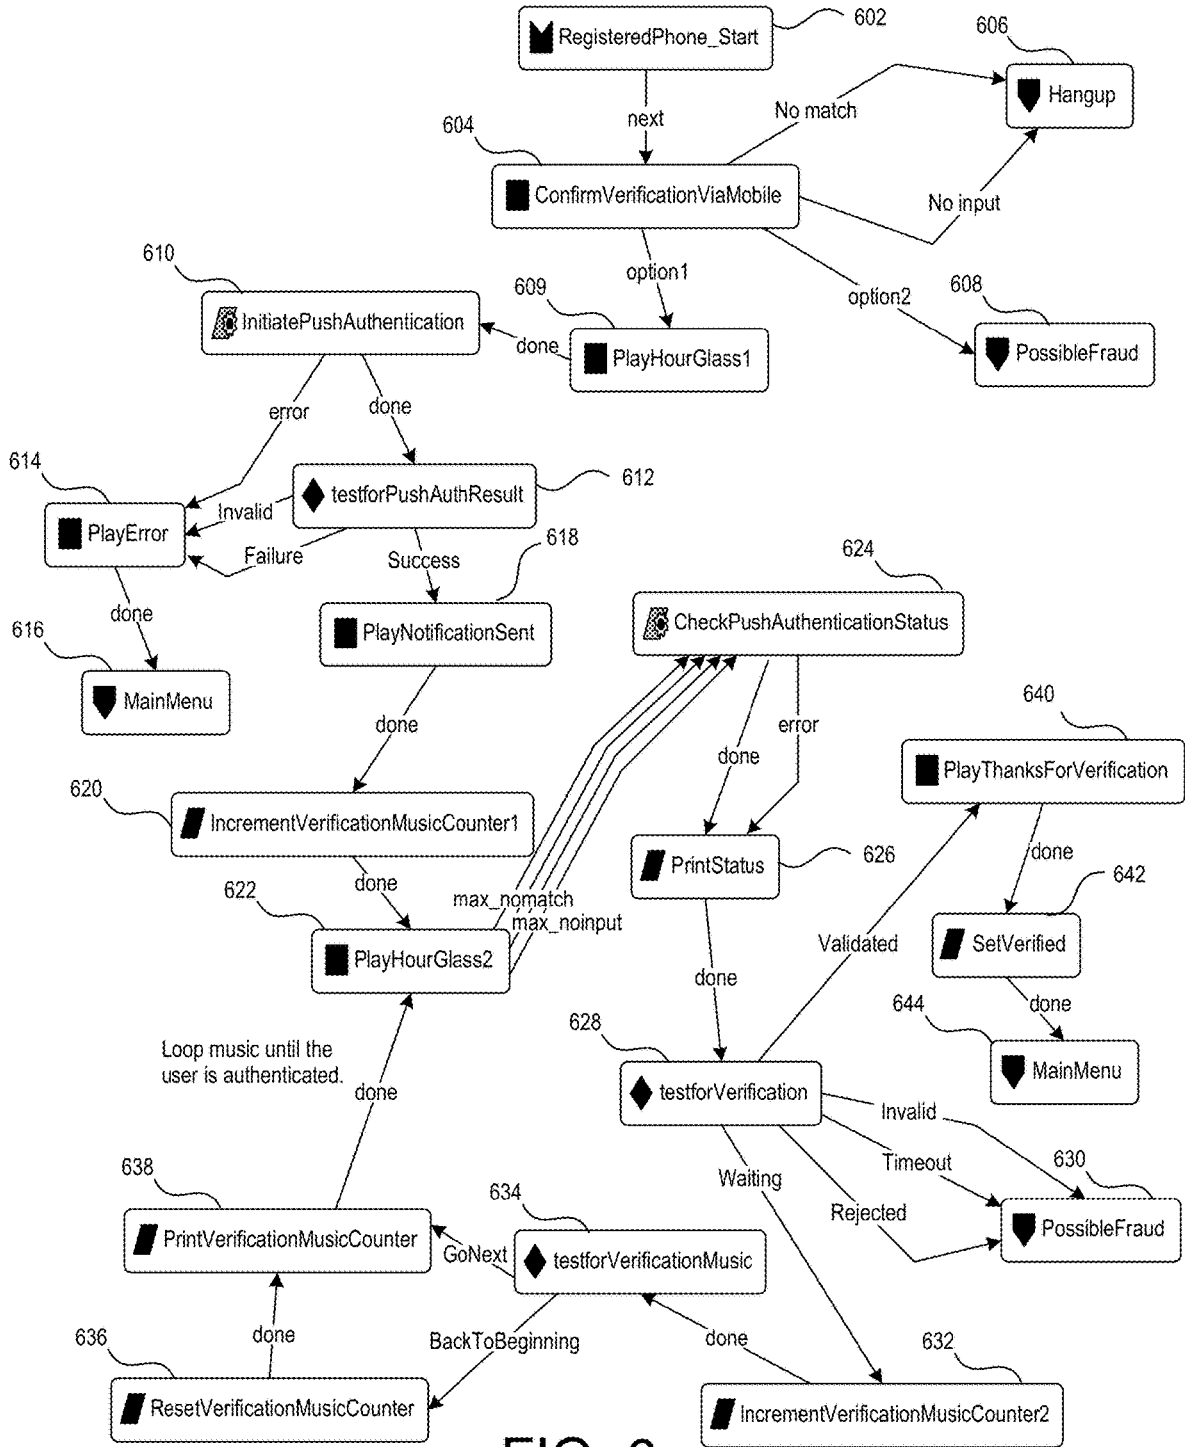 RegisteredPhone_Start
602
606
Hangup
No match
next
604
ConfirmVerificationViaMobile
No input
610
option1
609
option2
608
InitiatePushAuthentication
done
PlayHourGlass1
PossibleFraud
error
done
614
612
testforPushAuthResult
Invalid
PlayError
Failure
Success
618
624
done
616
PlayNotificationSent
CheckPushAuthenticationStatus
MainMenu
640
done
error
done
PlayThanksForVerification
620
IncrementVerificationMusicCounter1
done
626
PrintStatus
done
622
642
max_nomatch
max_noinput
Validated
SetVerified
PlayHourGlass2
done
done
644
628
Loop music until the
user is authenticated.
MainMenu
testforVerification
done
Invalid
Timeout
630
638
Waiting
634
Rejected
PrintVerificationMusicCounter
GoNext
testforVerificationMusic
PossibleFraud
636
done
BackToBeginning
done
632
ResetVerificationMusicCounter
IncrementVerificationMusicCounter2